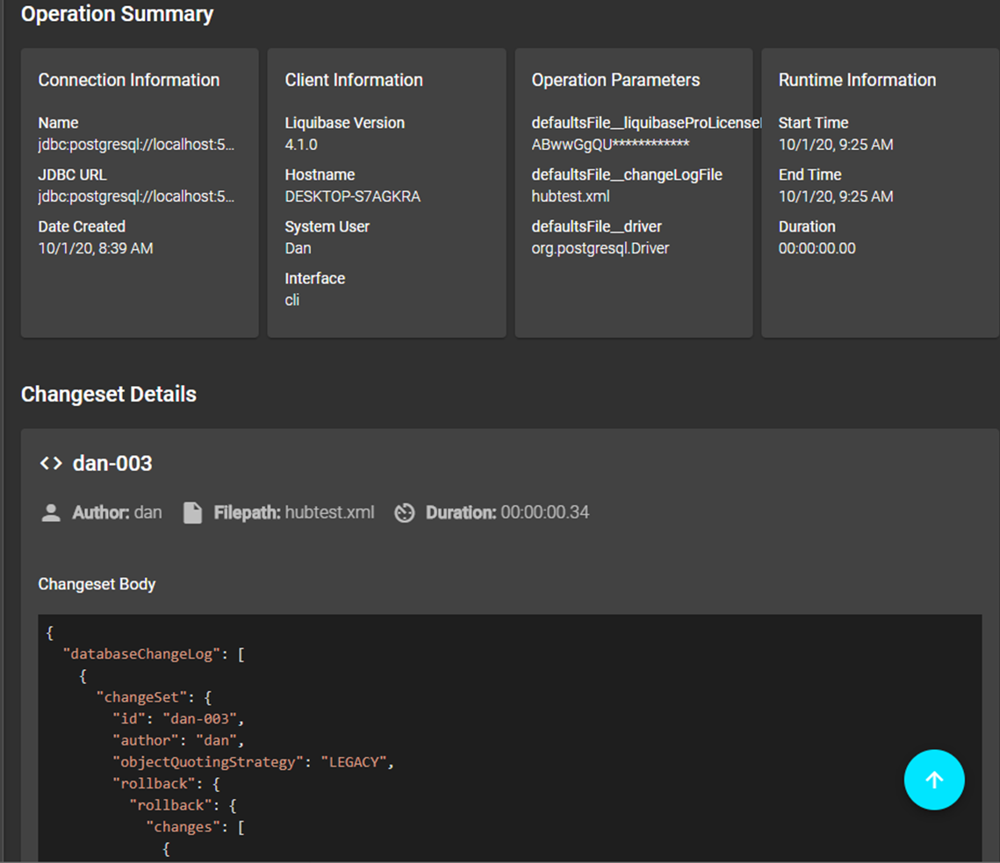 Operation Summary
Connection Information
Name
jdbc:postgresql://localhost:5...
JDBC URL
jdbc:postgresql://localhost:5...
Date Created
10/1/20, 8:39 AM
Client Information
Liquibase Version
4.1.0
Hostname
DESKTOP-S7AGKRA
System User
Dan
Interface
cli
Operation Parameters
defaultsFile__liquibaseProLicense
ABwwGgQU************
defaultsFile__changeLogFile
hubtest.xml
defaultsFile__driver
org.postgresql.Driver
Runtime Information
Start Time
10/1/20, 9:25 AM
End Time
10/1/20, 9:25 AM
Duration
00:00:00.00
Changeset Details
<> dan-003
Author: dan Filepath: hubtest.xml Duration: 00:00:00.34
Changeset Body
{
  "databaseChangeLog": [
    {
      "changeSet": {
        "id": "dan-003",
        "author": "dan",
        "objectQuotingStrategy": "LEGACY",
        "rollback": {
          "rollback": {
            "changes": [
              {